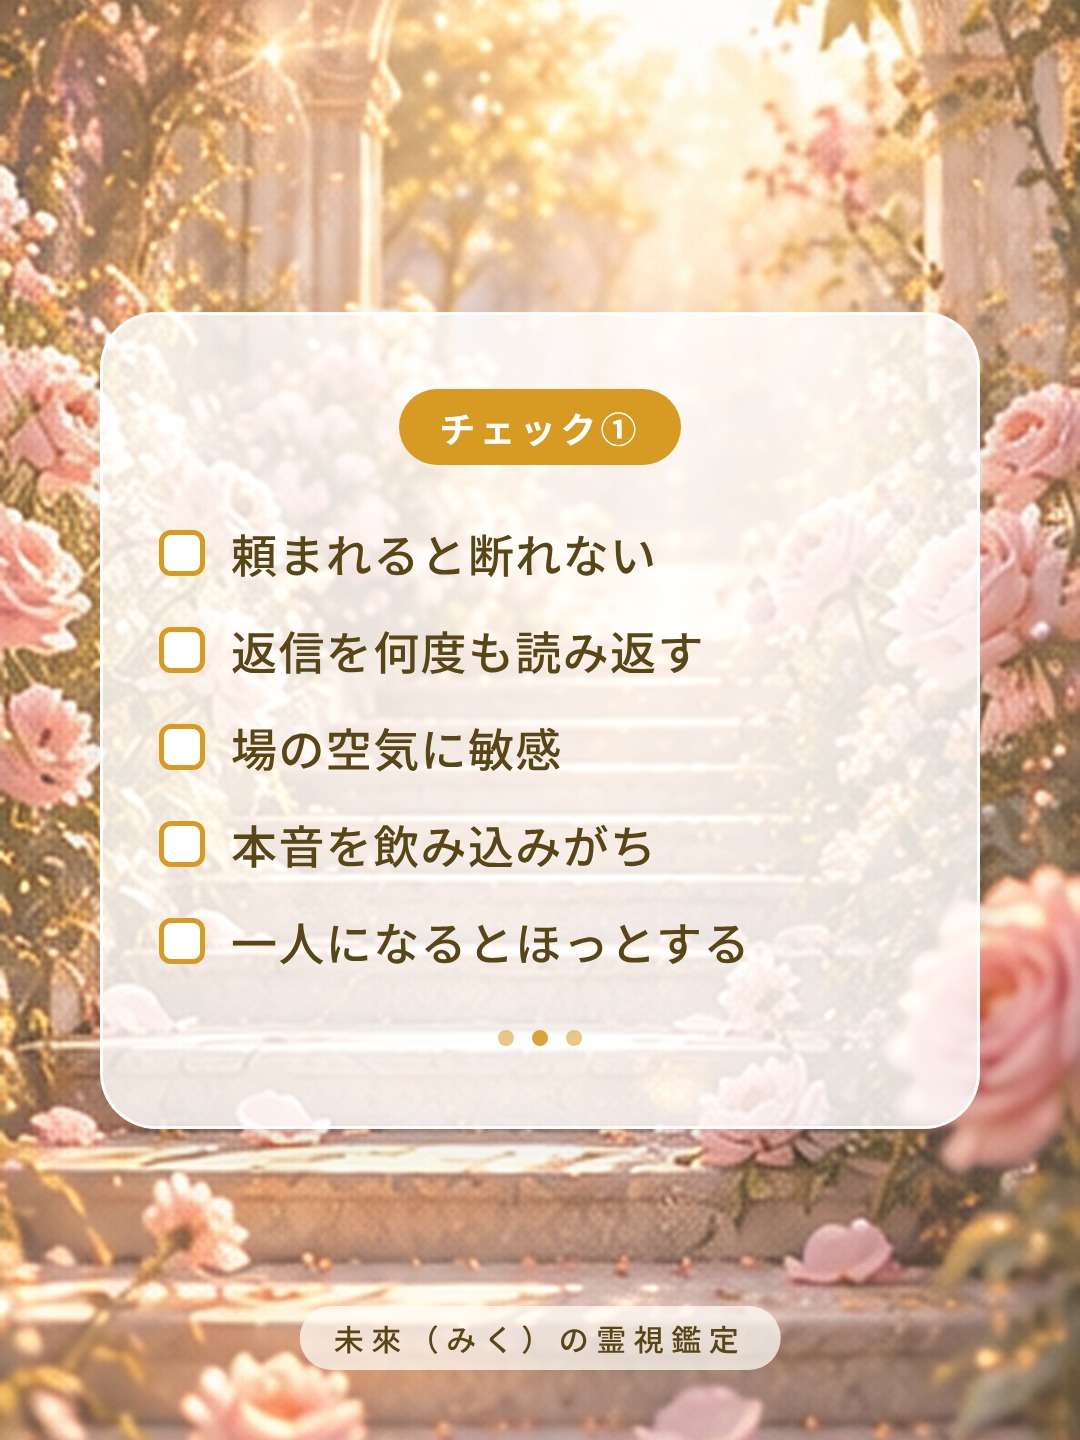 チェック①
頼まれると断れない
返信を何度も読み返す
場の空気に敏感
本音を飲み込みがち
一人になるとほっとする
未來（みく）の霊視鑑定